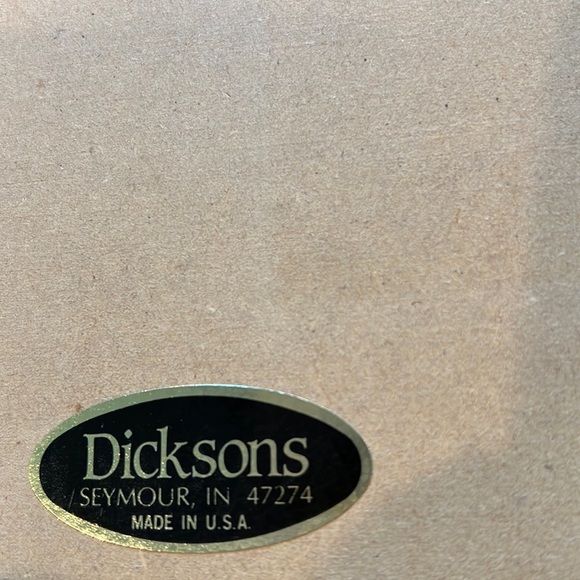 Dicksons
SEYMOUR, IN 47274
MADE IN U.S.A.